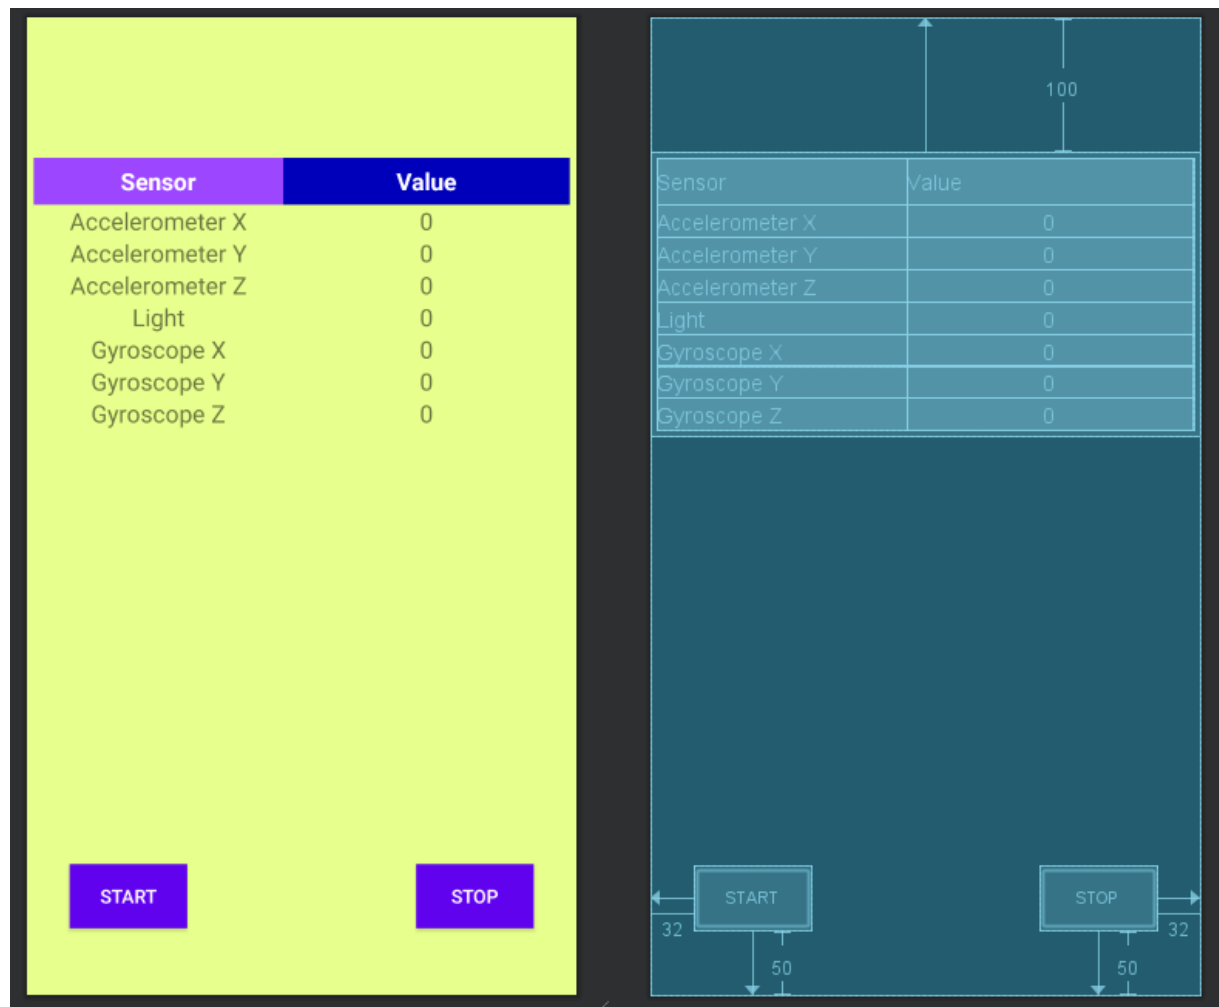 Sensor Value
Accelerometer X 0
Accelerometer Y 0
Accelerometer Z 0
Light 0
Gyroscope X 0
Gyroscope Y 0
Gyroscope Z 0
START STOP
100
Sensor Value
Accelerometer X 0
Accelerometer Y 0
Accelerometer Z 0
Light 0
Gyroscope X 0
Gyroscope Y 0
Gyroscope Z 0
START STOP
32 32
50 50